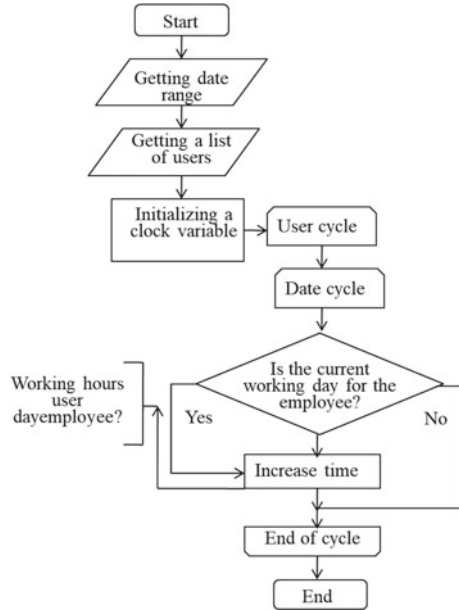 Start
Getting date
range
Getting a list
of users
Initializing a
clock variable
User cycle
Date cycle
Is the current
working day for the
employee?
Working hours
user
dayemployee?
Yes
No
Increase time
End of cycle
End